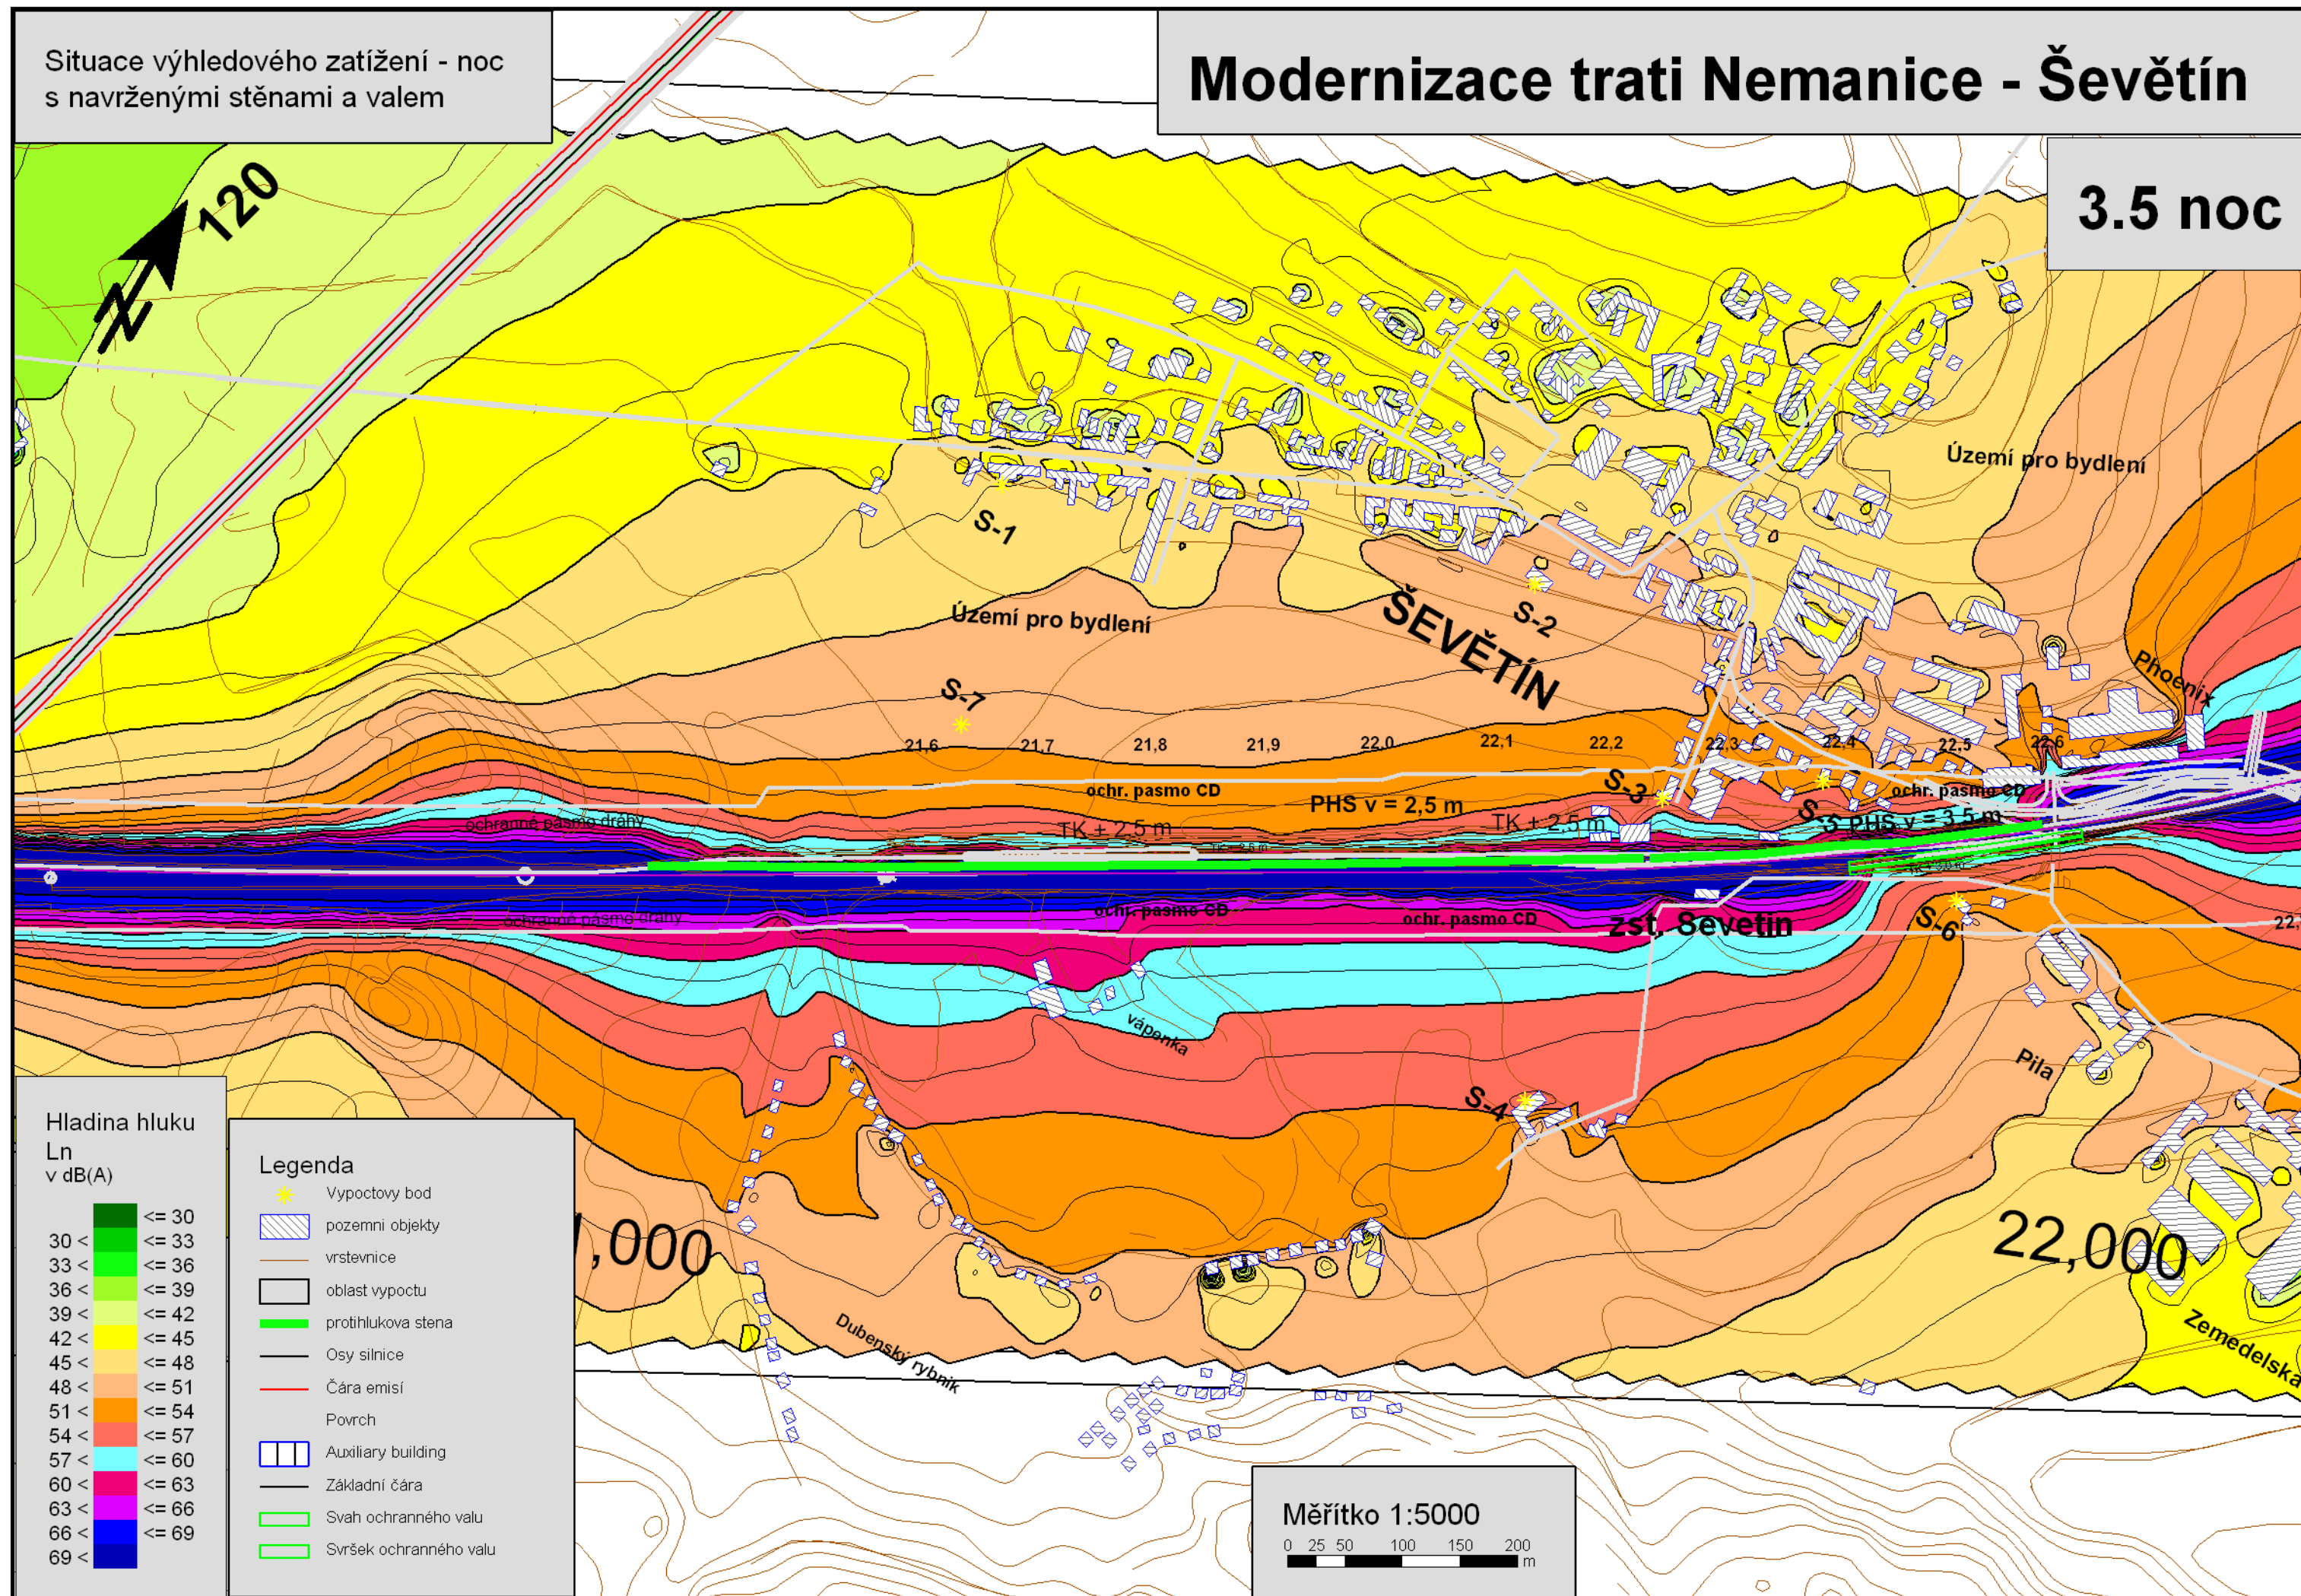 Situace výhledového zatížení - noc
s navrženými stěnami a valem
Modernizace trati Nemanice - Ševětín
3.5 noc
120
N
Území pro bydlení
S-1
Území pro bydlení
S-2
ŠEVĚTÍN
S-7
Phoenix
21,6
21,7
21,8
21,9
22,0
22,1
22,2
22,3
22,4
22,5
22,6
ochr. pasmo CD
PHS v = 2,5 m
S-3
ochr. pasmo CD
ochranné pásmo dráhy
TK + 2,5 m
TK + 2,5 m
S-5
PHS v = 3,5 m
ochranné pásmo dráhy
ochr. pasmo CD
ochr. pasmo CD
zst. Sevetin
S-6
22,
vápenka
Pila
S-4
,000
22,000
Dubenský rybník
Zemedelska
Hladina hluku
Ln
v dB(A)
<= 30
30 < <= 33
33 < <= 36
36 < <= 39
39 < <= 42
42 < <= 45
45 < <= 48
48 < <= 51
51 < <= 54
54 < <= 57
57 < <= 60
60 < <= 63
63 < <= 66
66 < <= 69
69 <
Legenda
Vypoctovy bod
pozemni objekty
vrstevnice
oblast vypoctu
protihlukova stena
Osy silnice
Čára emisí
Povrch
Auxiliary building
Základní čára
Svah ochranného valu
Svršek ochranného valu
Měřítko 1:5000
0 25 50 100 150 200
m